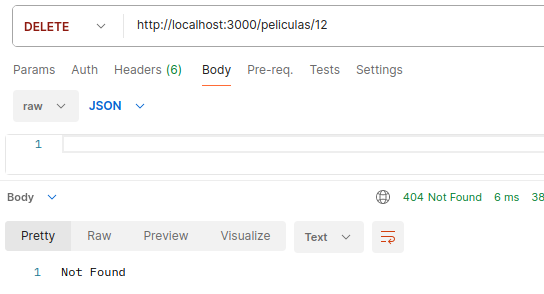 DELETE http://localhost:3000/peliculas/12
Params Auth Headers (6) Body Pre-req. Tests Settings
raw JSON
1
Body 404 Not Found 6 ms 38
Pretty Raw Preview Visualize Text
1 Not Found